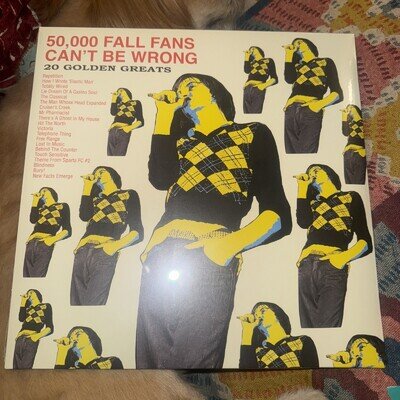 50,000 FALL FANS
CAN'T BE WRONG
20 GOLDEN GREATS
Repetition
How I Wrote 'Elastic Man'
Totally Wired
Lie Dream Of A Casino Soul
The Classical
The Man Whose Head Expanded
Cruiser's Creek
Mr Pharmacist
There's A Ghost In My House
Hit The North
Victoria
Telephone Thing
Free Range
Lost In Music
Behind The Counter
Touch Sensitive
Theme From Sparta FC #2
Blindness
Bury!
New Facts Emerge